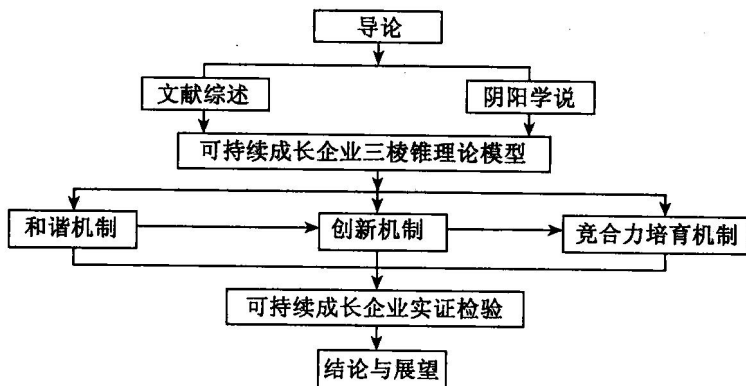 导论
文献综述
阴阳学说
可持续成长企业三棱锥理论模型
和谐机制
创新机制
竞合力培育机制
可持续成长企业实证检验
结论与展望